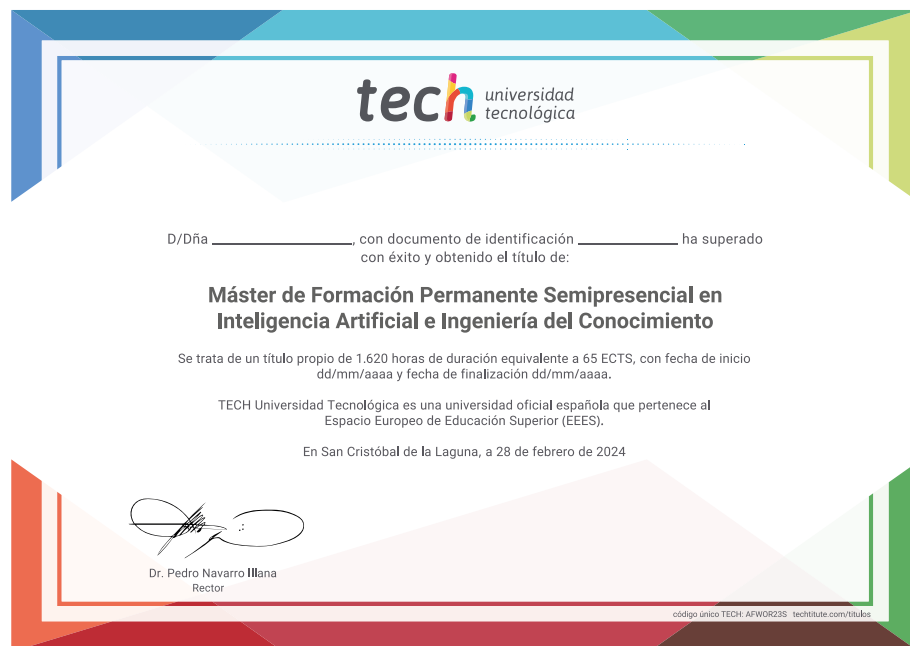 tech universidad
tecnológica
D/Dña ____________________, con documento de identificación ______________ ha superado
con éxito y obtenido el título de:
Máster de Formación Permanente Semipresencial en
Inteligencia Artificial e Ingeniería del Conocimiento
Se trata de un título propio de 1.620 horas de duración equivalente a 65 ECTS, con fecha de inicio
dd/mm/aaaa y fecha de finalización dd/mm/aaaa.
TECH Universidad Tecnológica es una universidad oficial española que pertenece al
Espacio Europeo de Educación Superior (EEES).
En San Cristóbal de la Laguna, a 28 de febrero de 2024
Dr. Pedro Navarro Illana
Rector
código único TECH: AFWOR23S techtitute.com/titulos